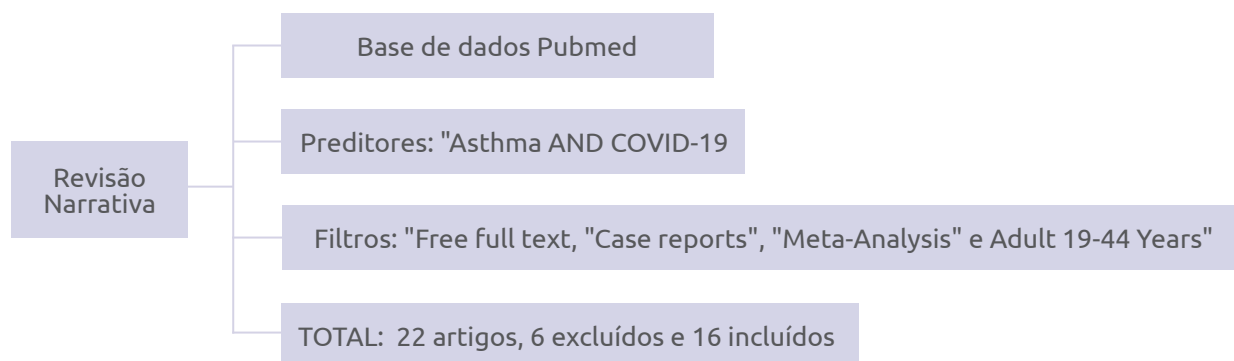 Base de dados Pubmed
Preditores: "Asthma AND COVID-19
Revisão
Narrativa
Filtros: "Free full text, "Case reports", "Meta-Analysis" e Adult 19-44 Years"
TOTAL:  22 artigos, 6 excluídos e 16 incluídos